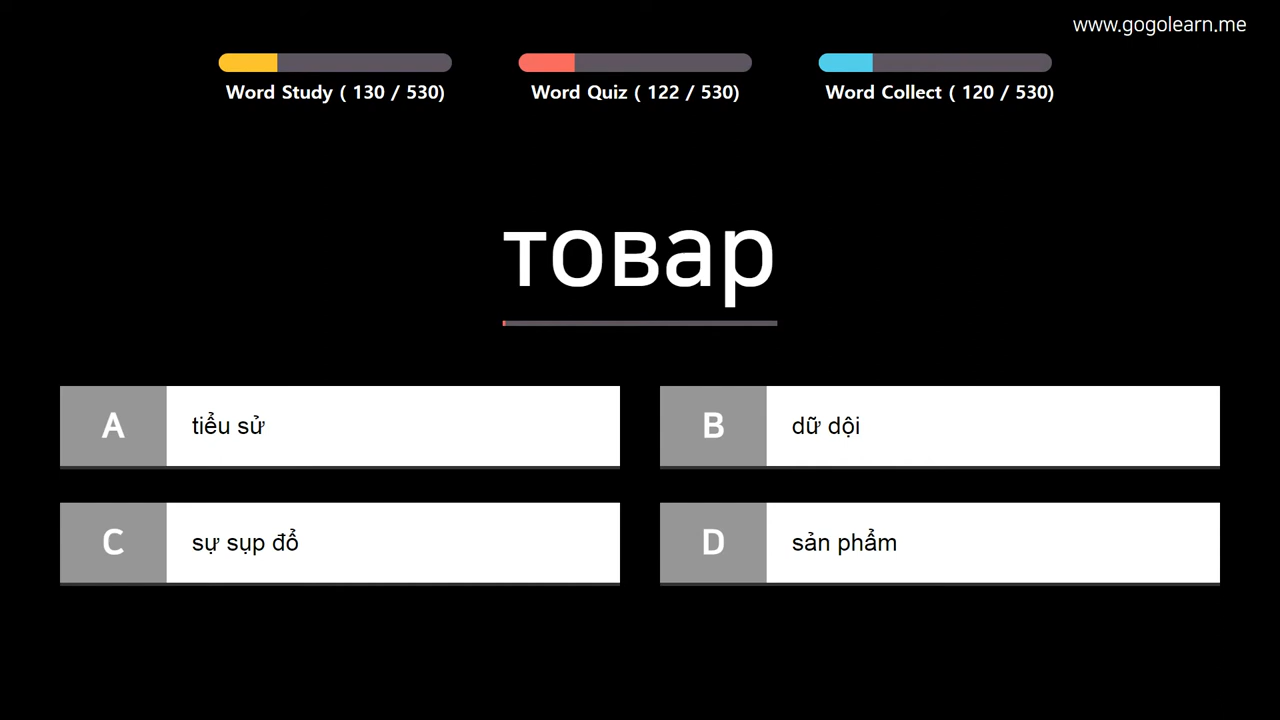 www.gogolearn.me
Word Study ( 130 / 530)
Word Quiz ( 122 / 530)
Word Collect ( 120 / 530)
товар
A tiểu sử
B dữ dội
C sự sụp đổ
D sản phẩm